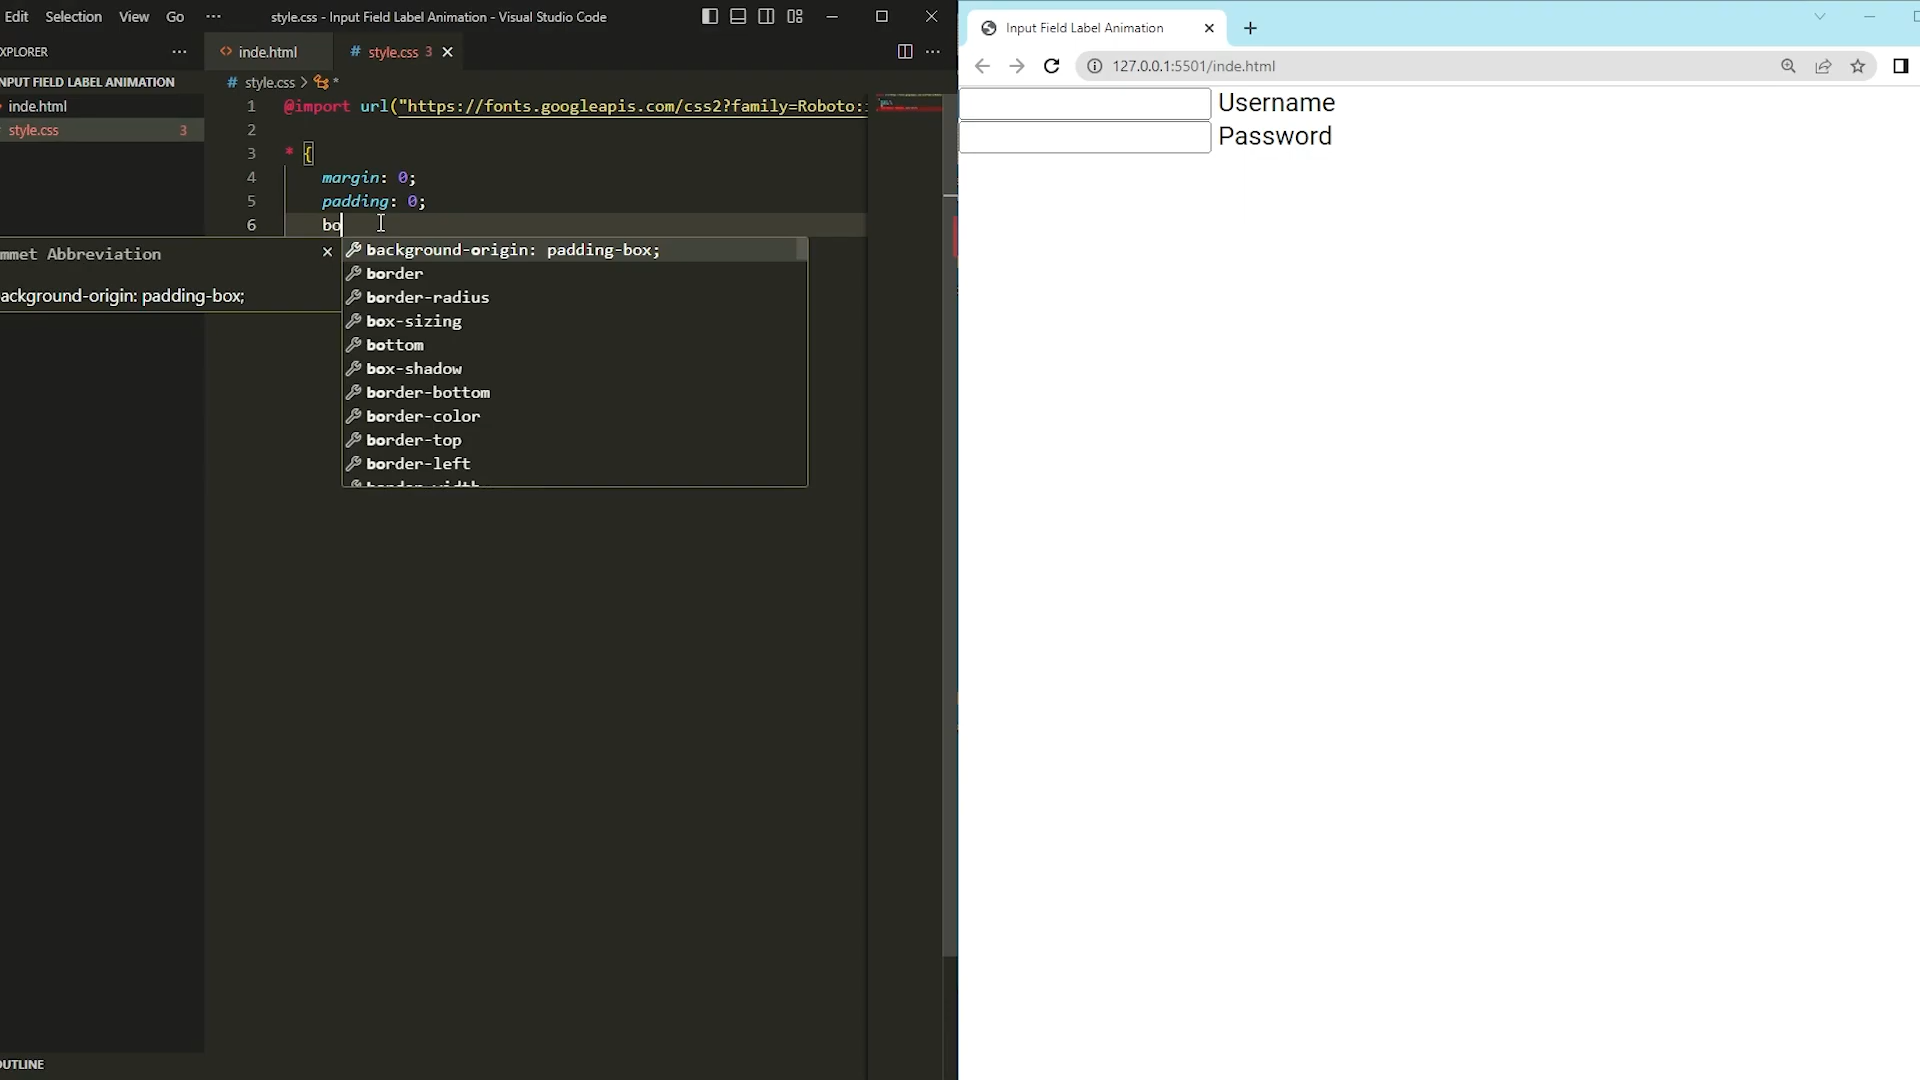 Edit Selection View Go ··· style.css - Input Field Label Animation - Visual Studio Code
XPLORER ···
<> inde.html # style.css 3
NPUT FIELD LABEL ANIMATION
inde.html
style.css 3
# style.css > *
1 @import url("https://fonts.googleapis.com/css2?family=Roboto:
2
3 * {
4 margin: 0;
5 padding: 0;
6 bo
mmet Abbreviation
ackground-origin: padding-box;
background-origin: padding-box;
border
border-radius
box-sizing
bottom
box-shadow
border-bottom
border-color
border-top
border-left
border-width
OUTLINE
Input Field Label Animation
127.0.0.1:5501/inde.html
Username
Password